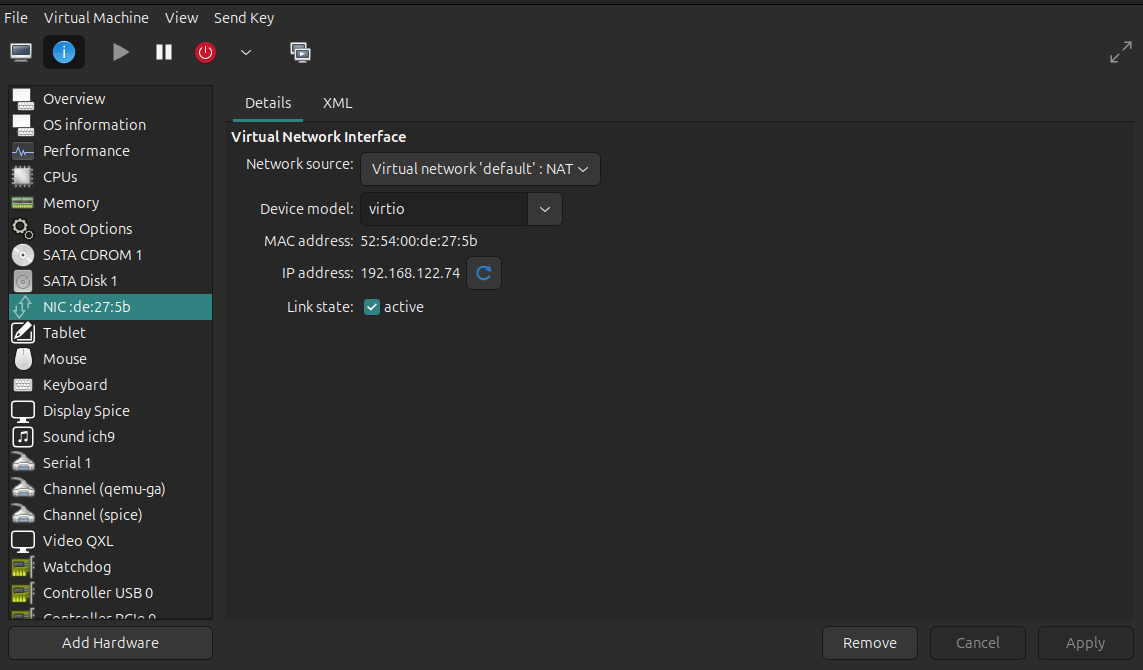 File Virtual Machine View Send Key
Overview
OS information
Performance
CPUs
Memory
Boot Options
SATA CDROM 1
SATA Disk 1
NIC :de:27:5b
Tablet
Mouse
Keyboard
Display Spice
Sound ich9
Serial 1
Channel (qemu-ga)
Channel (spice)
Video QXL
Watchdog
Controller USB 0
Controller PCIe 0
Add Hardware
Details XML
Virtual Network Interface
Network source: Virtual network 'default' : NAT
Device model: virtio
MAC address: 52:54:00:de:27:5b
IP address: 192.168.122.74
Link state: active
Remove Cancel Apply